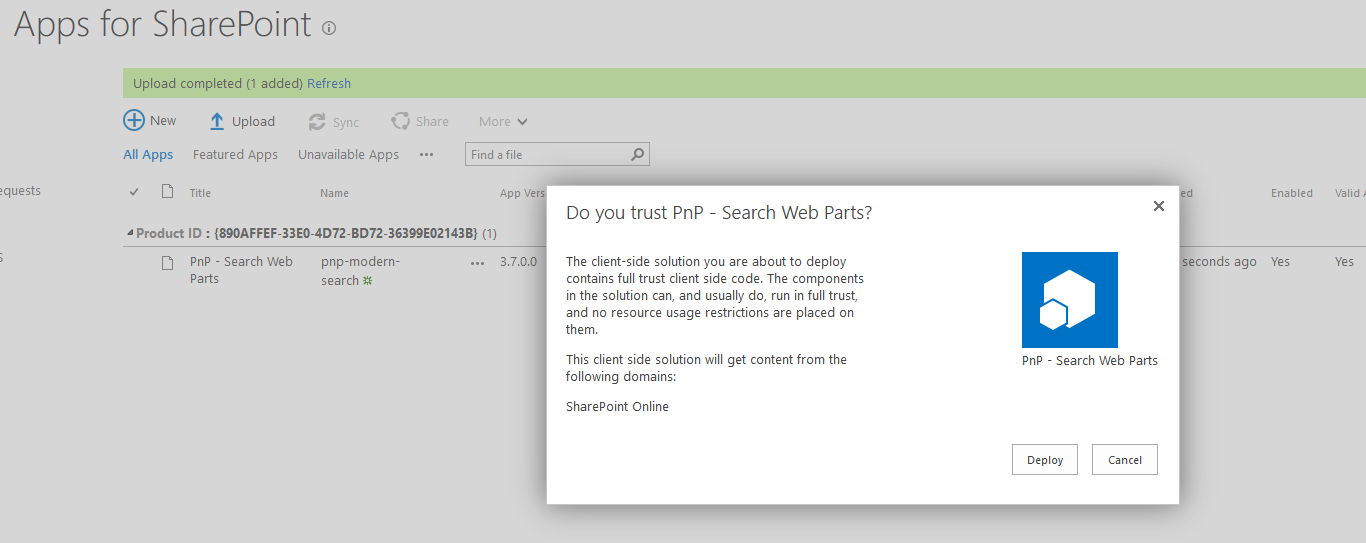 Apps for SharePoint
Upload completed (1 added) Refresh
New Upload Sync Share More
All Apps Featured Apps Unavailable Apps ••• Find a file
equests
Title Name App Vers ed Enabled Valid A
Product ID : {890AFFEF-33E0-4D72-BD72-36399E02143B} (1)
PnP - Search Web
Parts
pnp-modern-
search
••• 3.7.0.0 seconds ago Yes Yes
s
Do you trust PnP - Search Web Parts?
The client-side solution you are about to deploy
contains full trust client side code. The components
in the solution can, and usually do, run in full trust,
and no resource usage restrictions are placed on
them.
This client side solution will get content from the
following domains:
SharePoint Online
PnP - Search Web Parts
Deploy Cancel